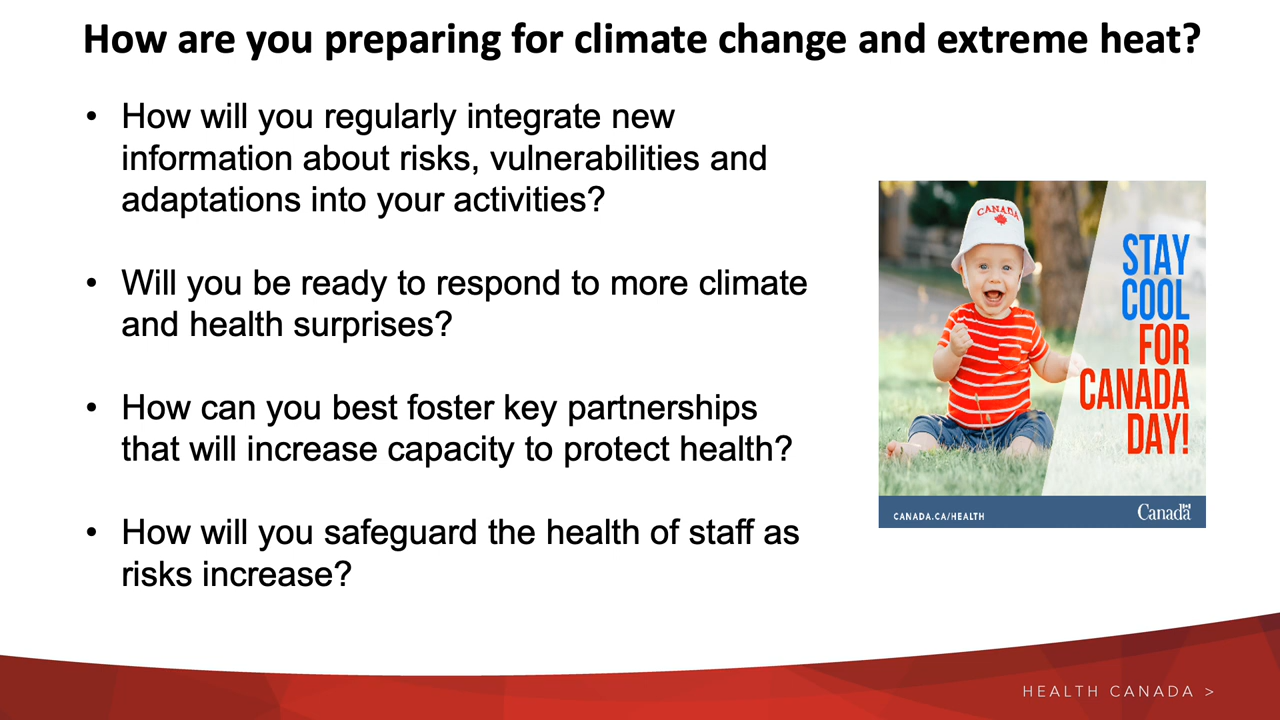 How are you preparing for climate change and extreme heat?
• How will you regularly integrate new
information about risks, vulnerabilities and
adaptations into your activities?
• Will you be ready to respond to more climate
and health surprises?
• How can you best foster key partnerships
that will increase capacity to protect health?
• How will you safeguard the health of staff as
risks increase?
CANADA
STAY
COOL
FOR
CANADA
DAY!
CANADA.CA/HEALTH
Canada
HEALTH CANADA >